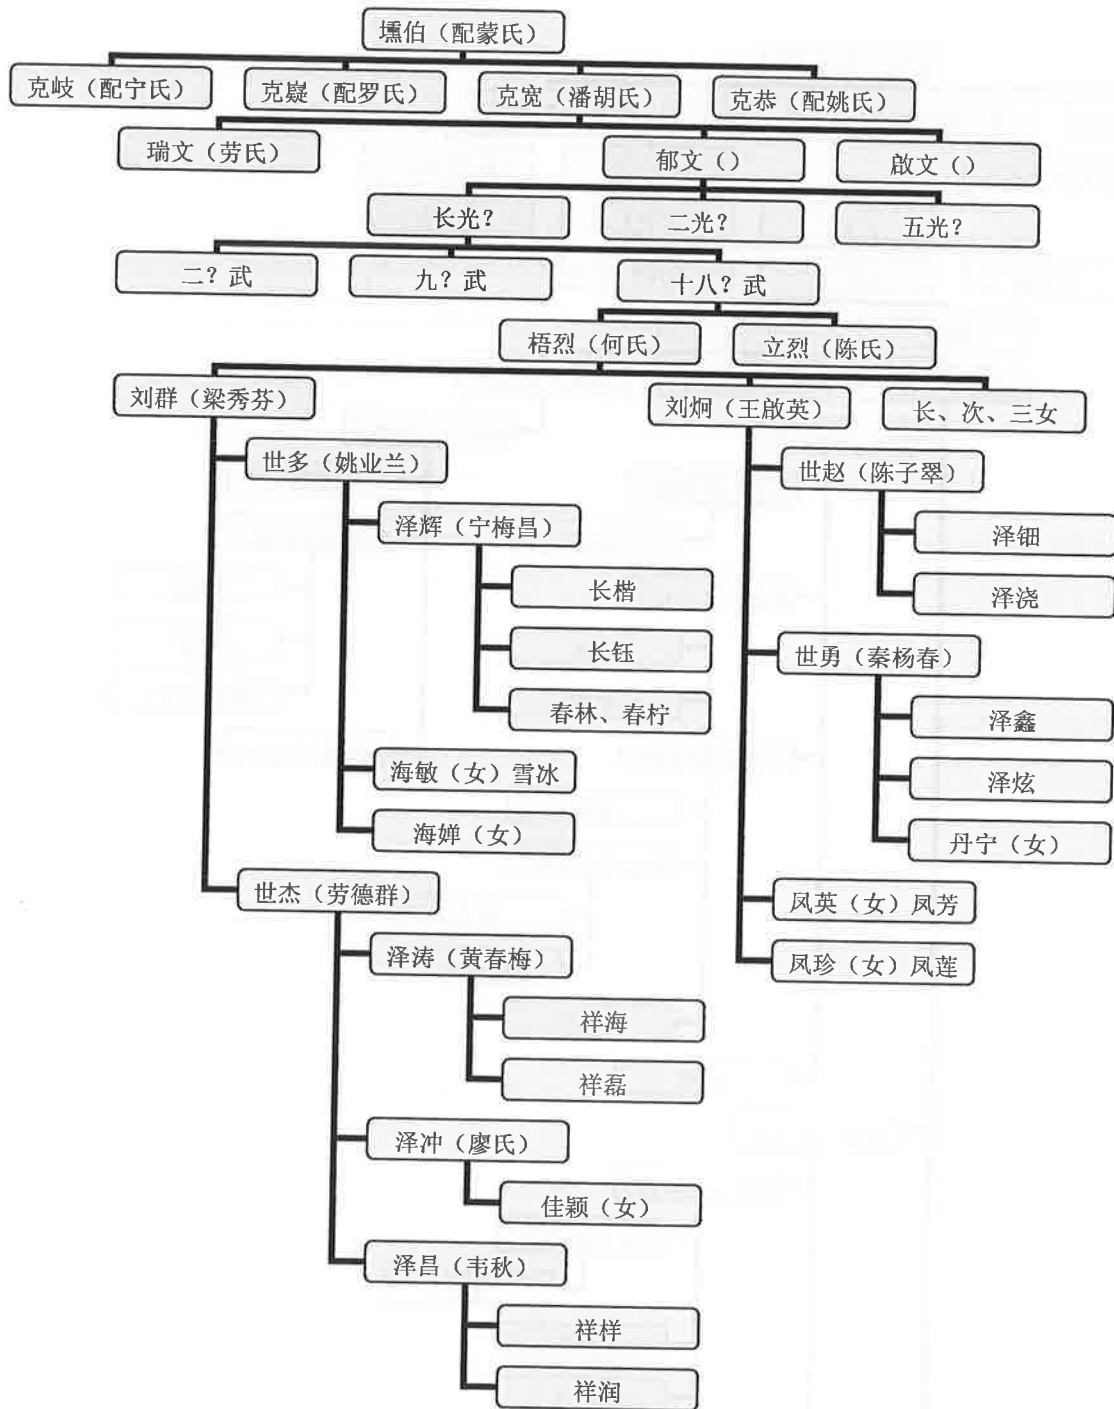 壎伯（配蒙氏）
克岐（配宁氏）
克嶷（配罗氏）
克宽（潘胡氏）
克恭（配姚氏）
瑞文（劳氏）
郁文（）
啟文（）
长光？
二光？
五光？
二？武
九？武
十八？武
梧烈（何氏）
立烈（陈氏）
刘群（梁秀芬）
刘炯（王啟英）
长、次、三女
世多（姚业兰）
泽辉（宁梅昌）
长楷
长钰
春林、春柠
海敏（女）雪冰
海婵（女）
世杰（劳德群）
泽涛（黄春梅）
祥海
祥磊
泽冲（廖氏）
佳颖（女）
泽昌（韦秋）
祥样
祥润
世赵（陈子翠）
泽钿
泽浇
世勇（秦杨春）
泽鑫
泽炫
丹宁（女）
凤英（女）凤芳
凤珍（女）凤莲